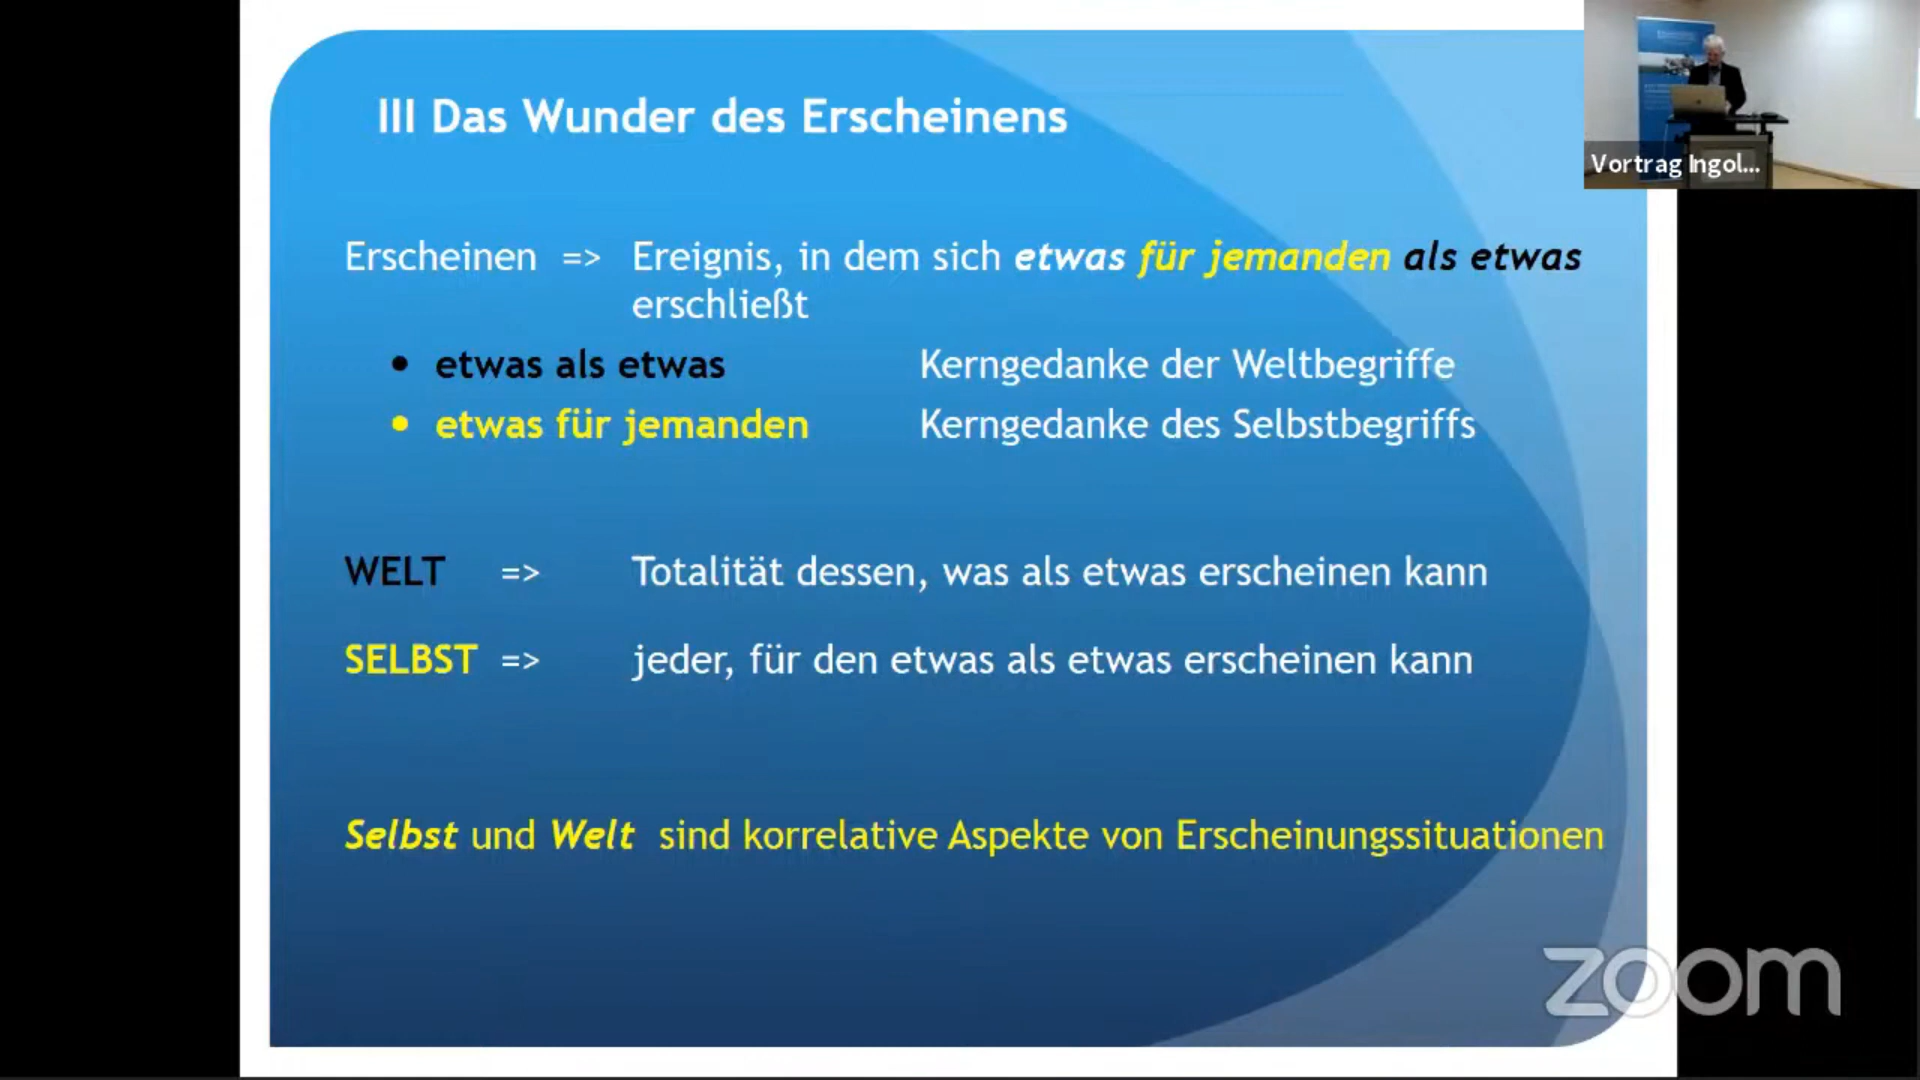 III Das Wunder des Erscheinens
Vortrag Ingol...
Erscheinen => Ereignis, in dem sich etwas für jemanden als etwas
erschließt
• etwas als etwas Kerngedanke der Weltbegriffe
• etwas für jemanden Kerngedanke des Selbstbegriffs
WELT => Totalität dessen, was als etwas erscheinen kann
SELBST => jeder, für den etwas als etwas erscheinen kann
Selbst und Welt sind korrelative Aspekte von Erscheinungssituationen
zoom